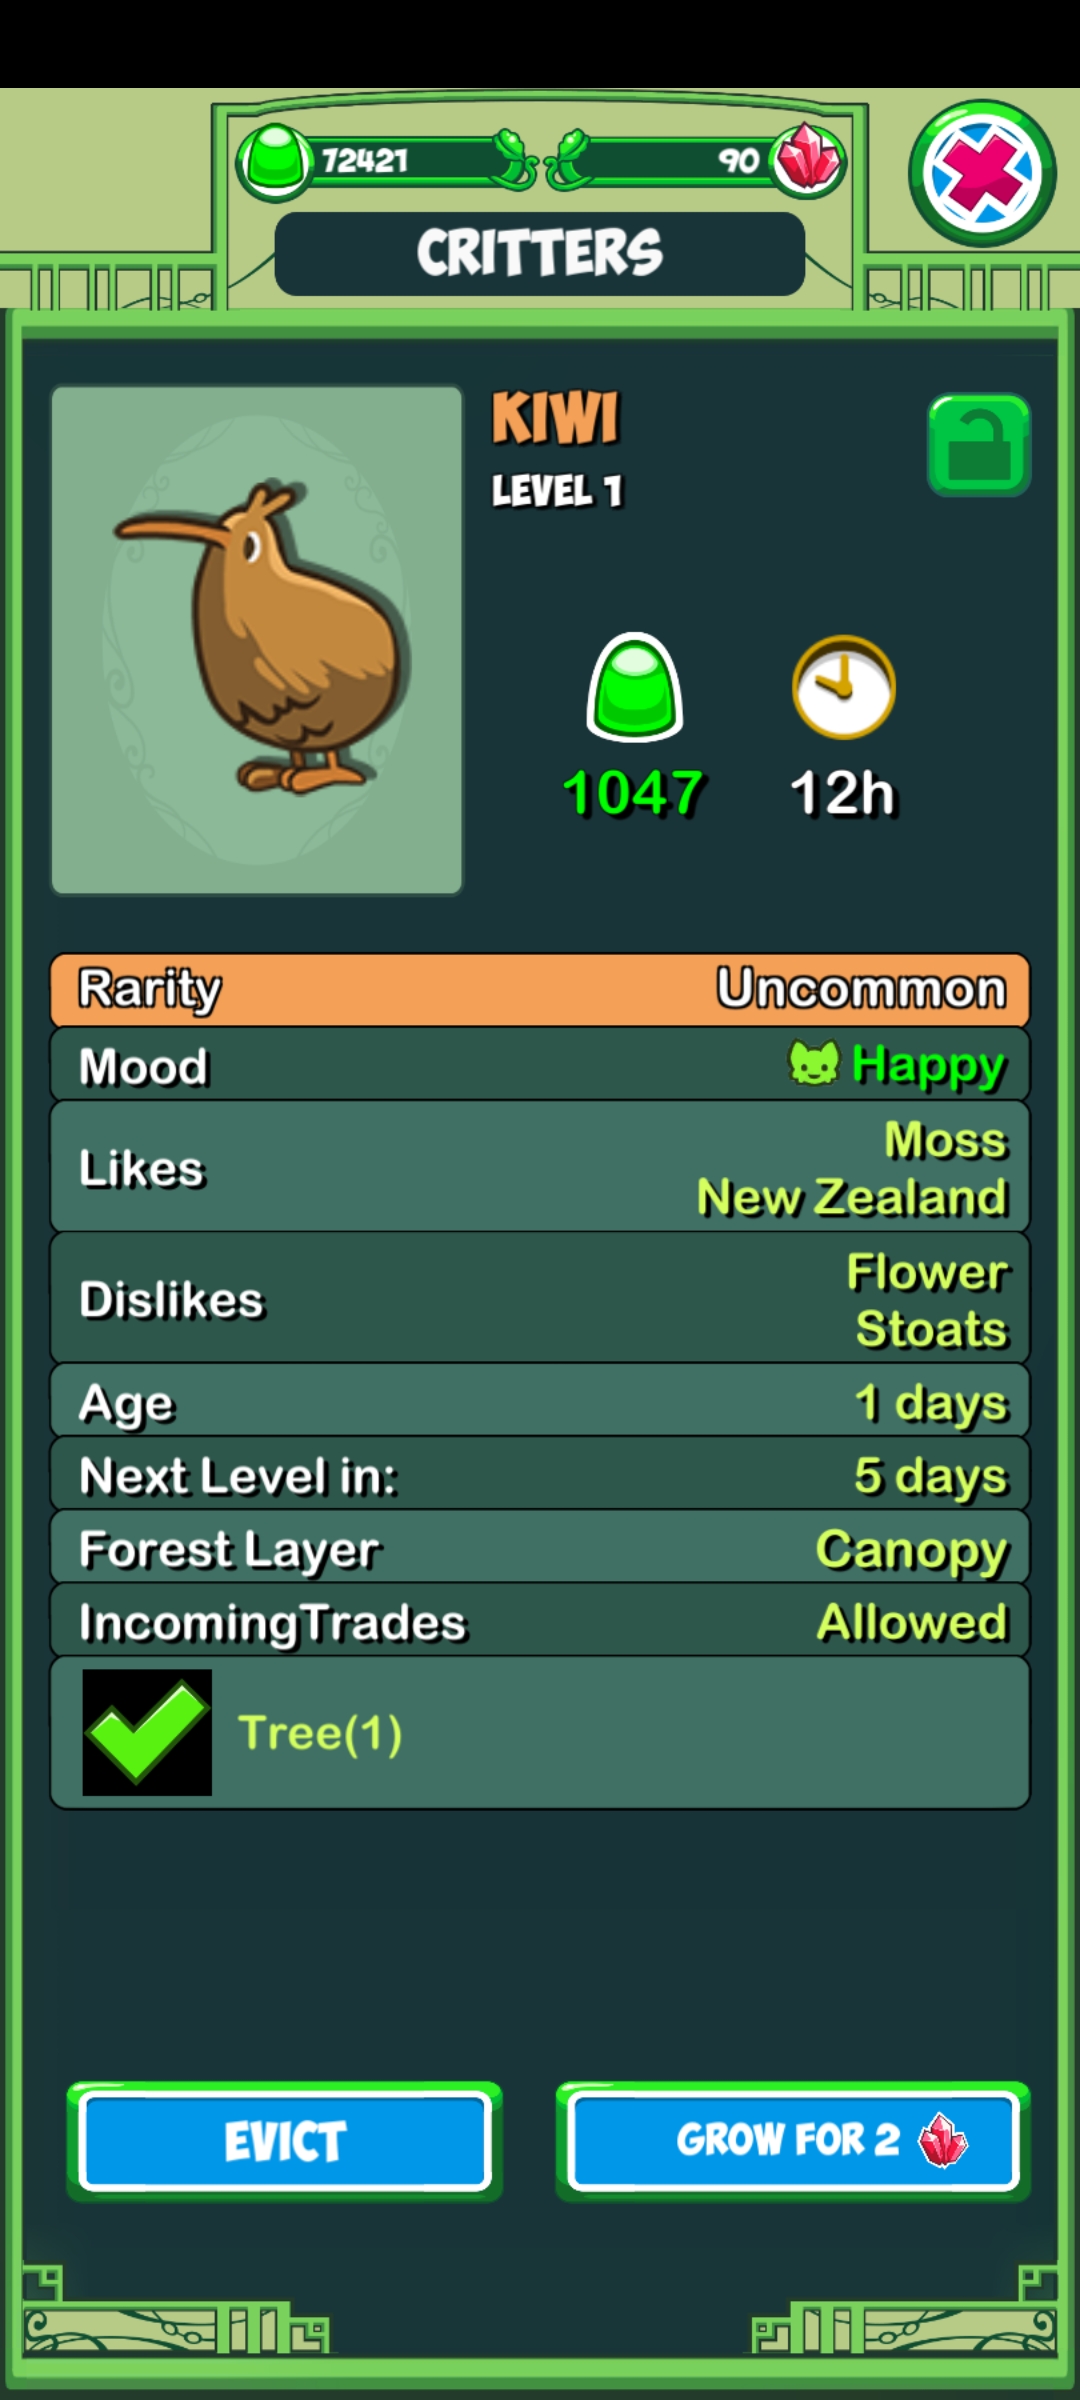 72421
90
CRITTERS
KIWI
LEVEL 1
1047
12h
Rarity Uncommon
Mood Happy
Likes Moss
New Zealand
Dislikes Flower
Stoats
Age 1 days
Next Level in: 5 days
Forest Layer Canopy
IncomingTrades Allowed
Tree(1)
EVICT
GROW FOR 2